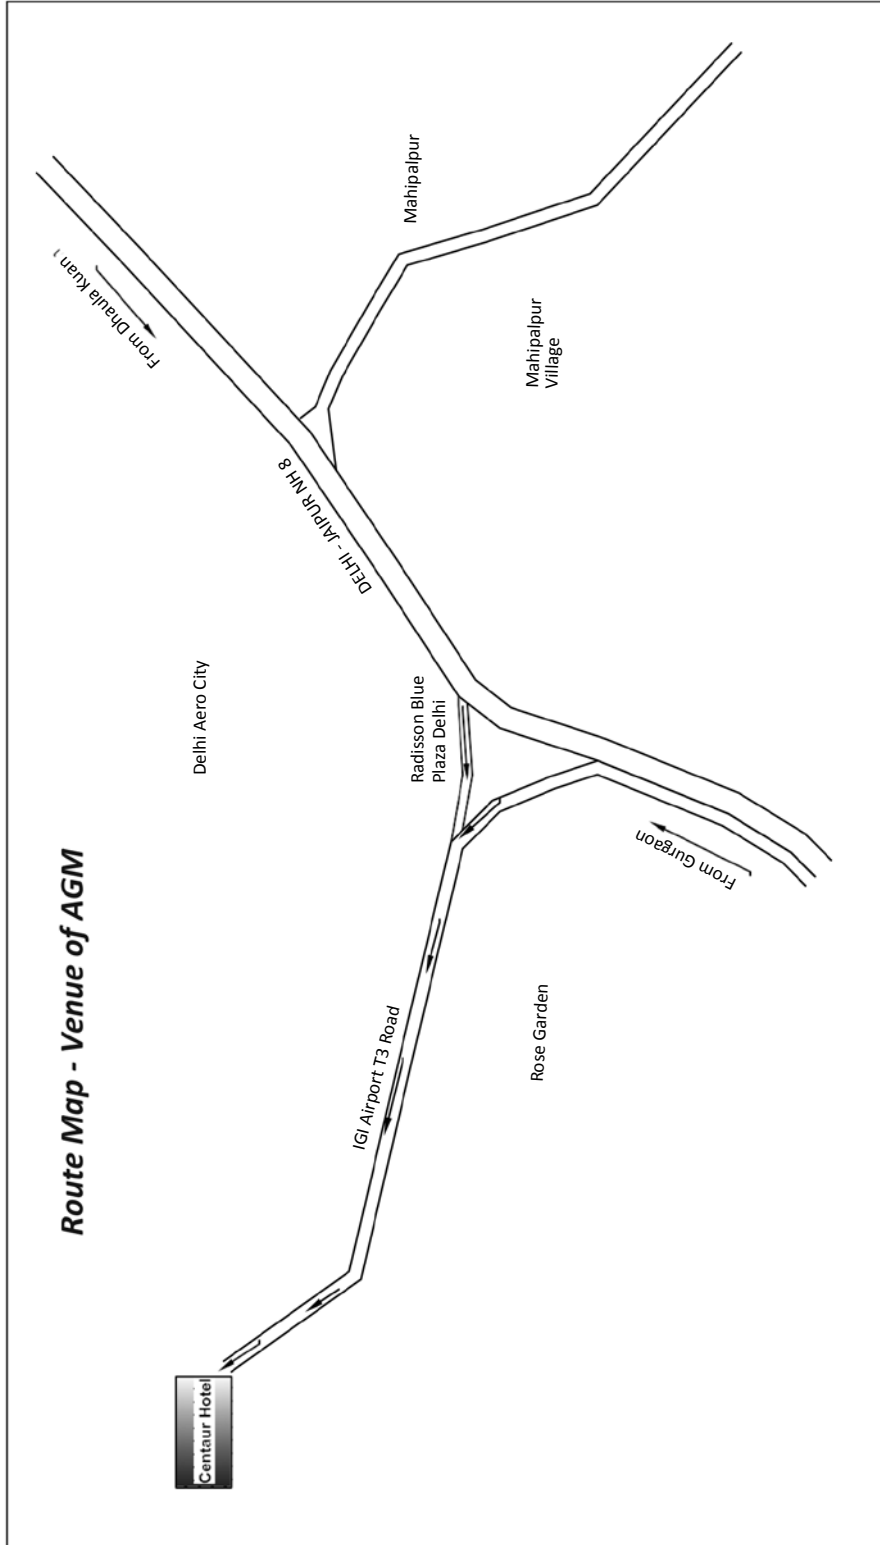 Route Map - Venue of AGM
Centaur Hotel
IGI Airport T3 Road
Delhi Aero City
Radisson Blue
Plaza Delhi
Rose Garden
From Gurgaon
DELHI - JAIPUR NH 8
From Dhaula Kuan
Mahipalpur
Mahipalpur
Village